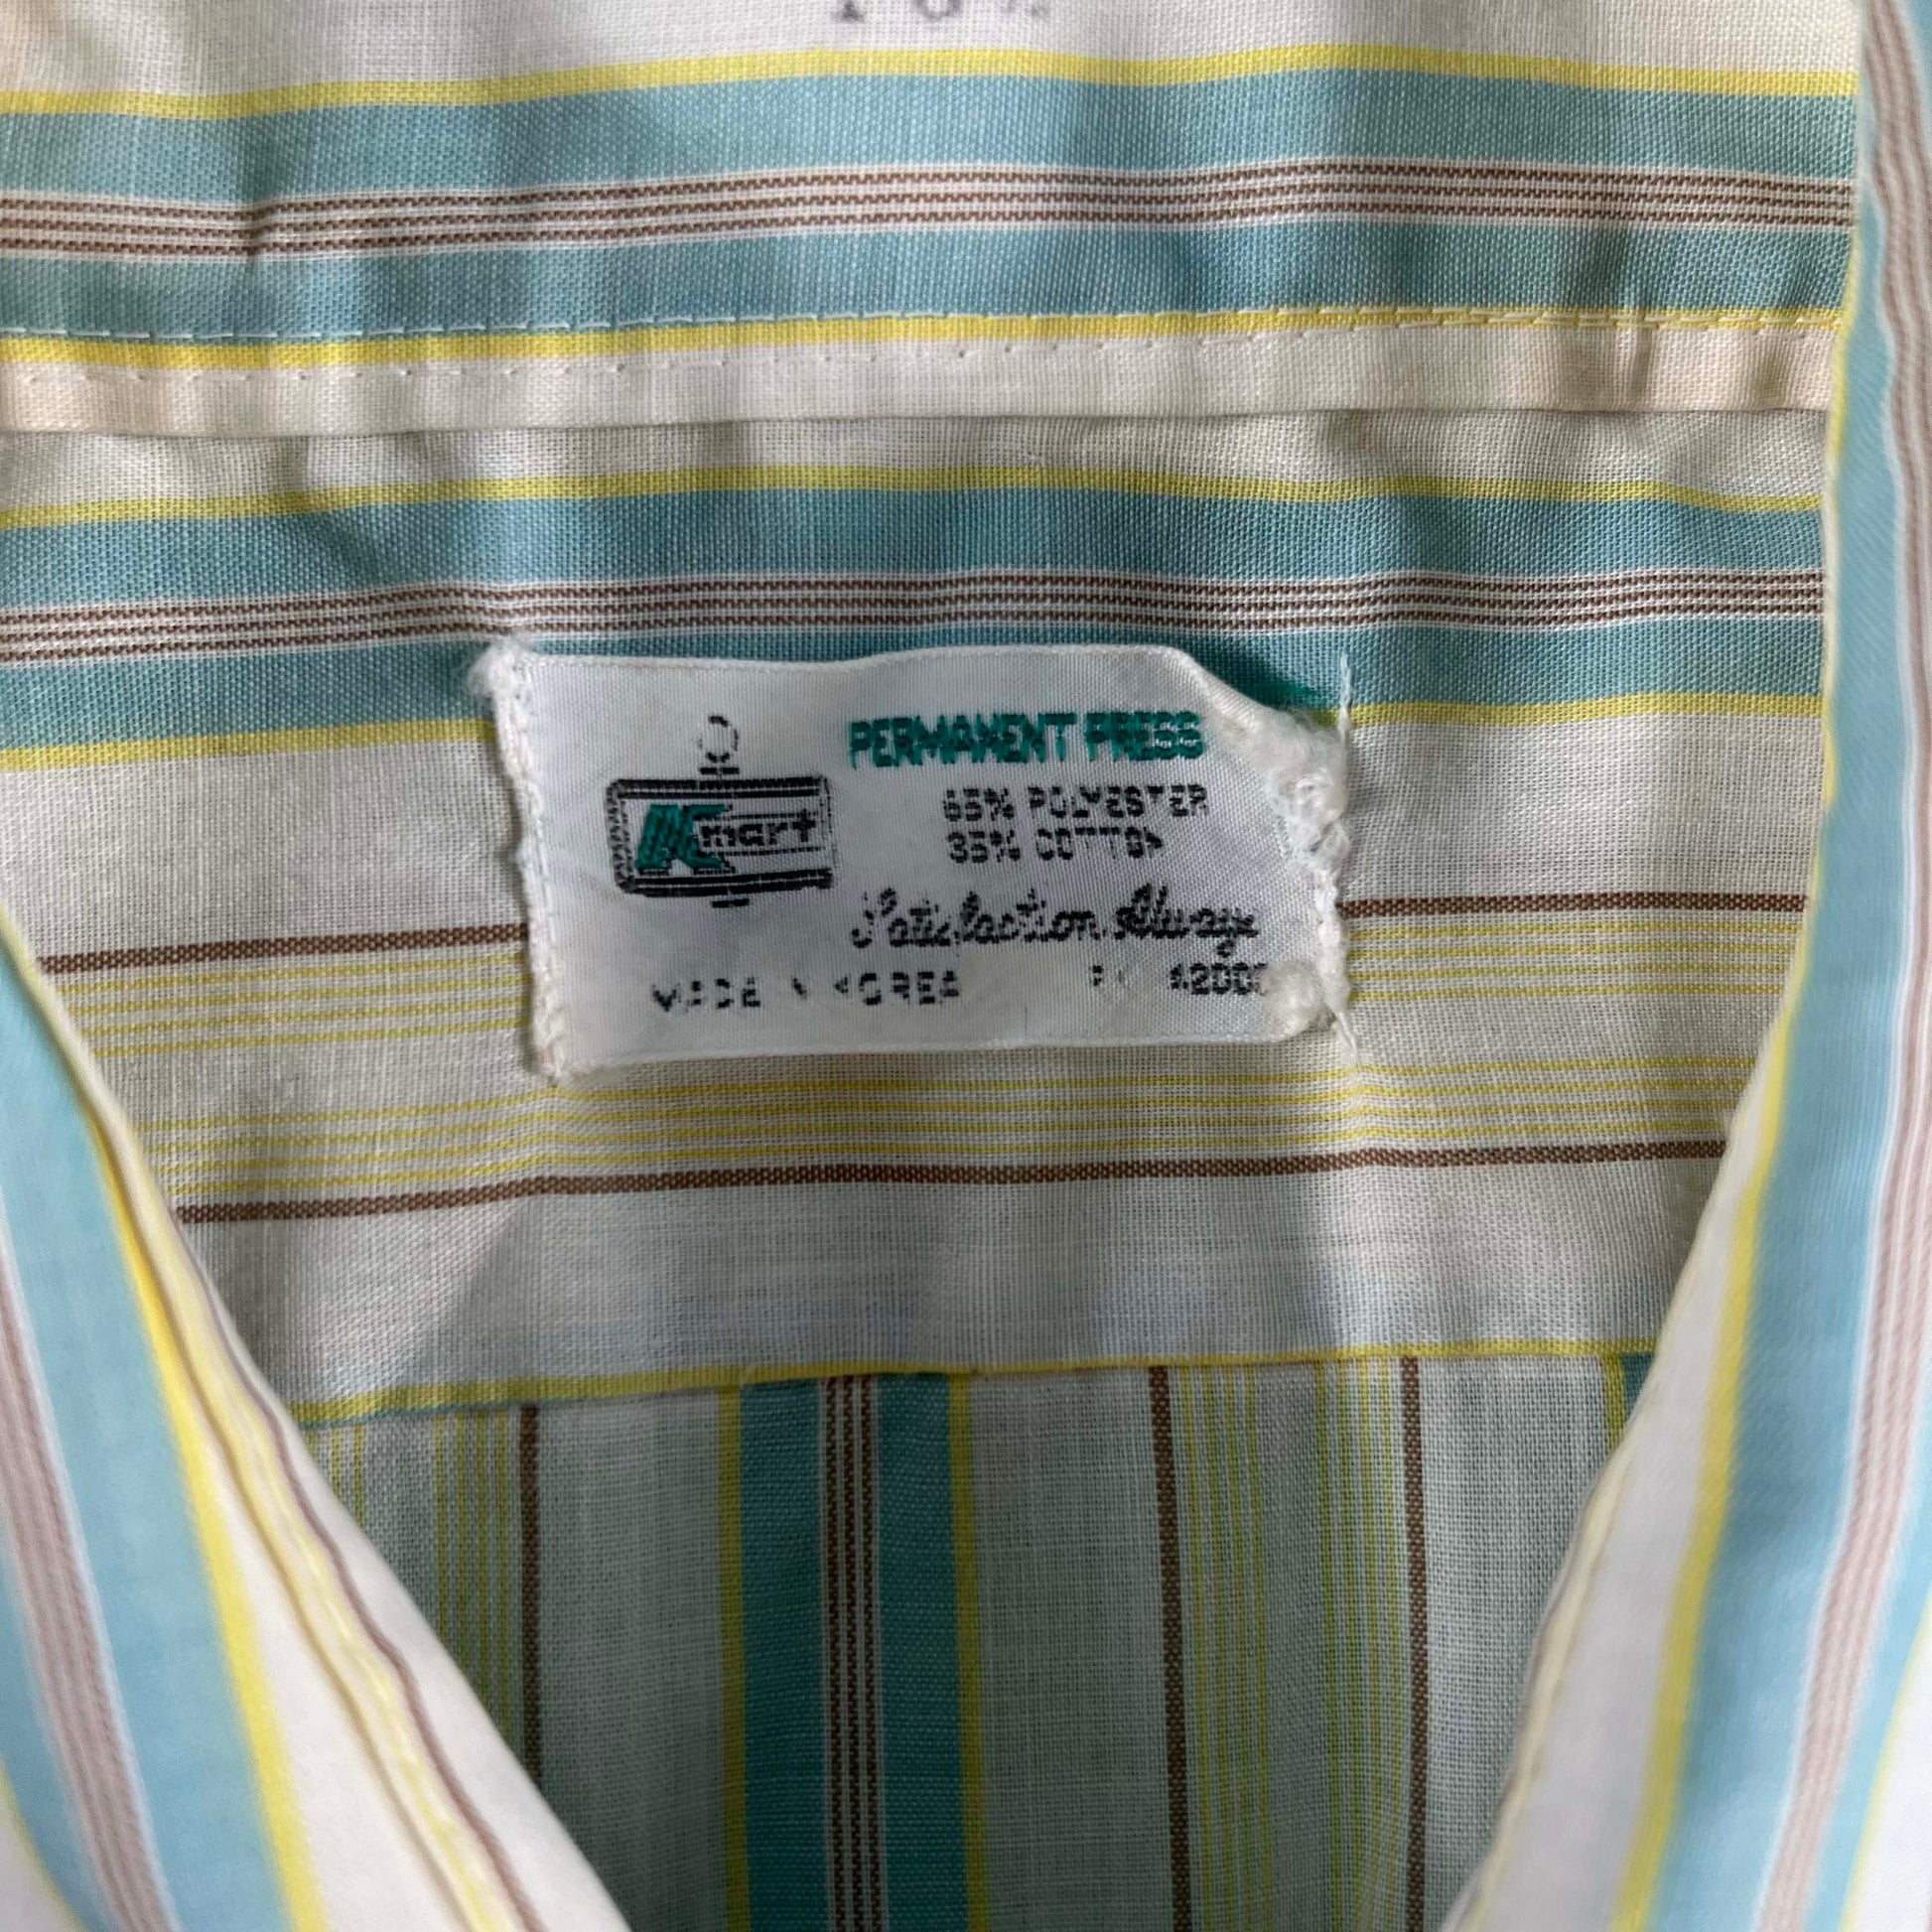 Kmart
PERMANENT PRESS
65% POLYESTER
35% COTTON
Satisfaction Always
MADE IN KOREA